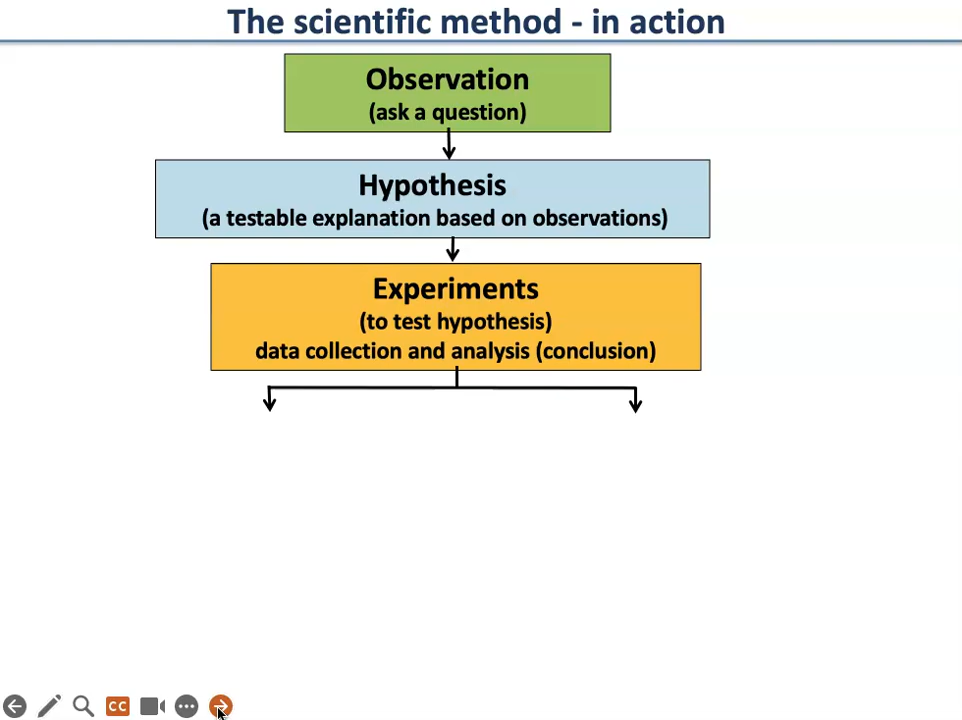 The scientific method - in action
Observation
(ask a question)
Hypothesis
(a testable explanation based on observations)
Experiments
(to test hypothesis)
data collection and analysis (conclusion)
CC